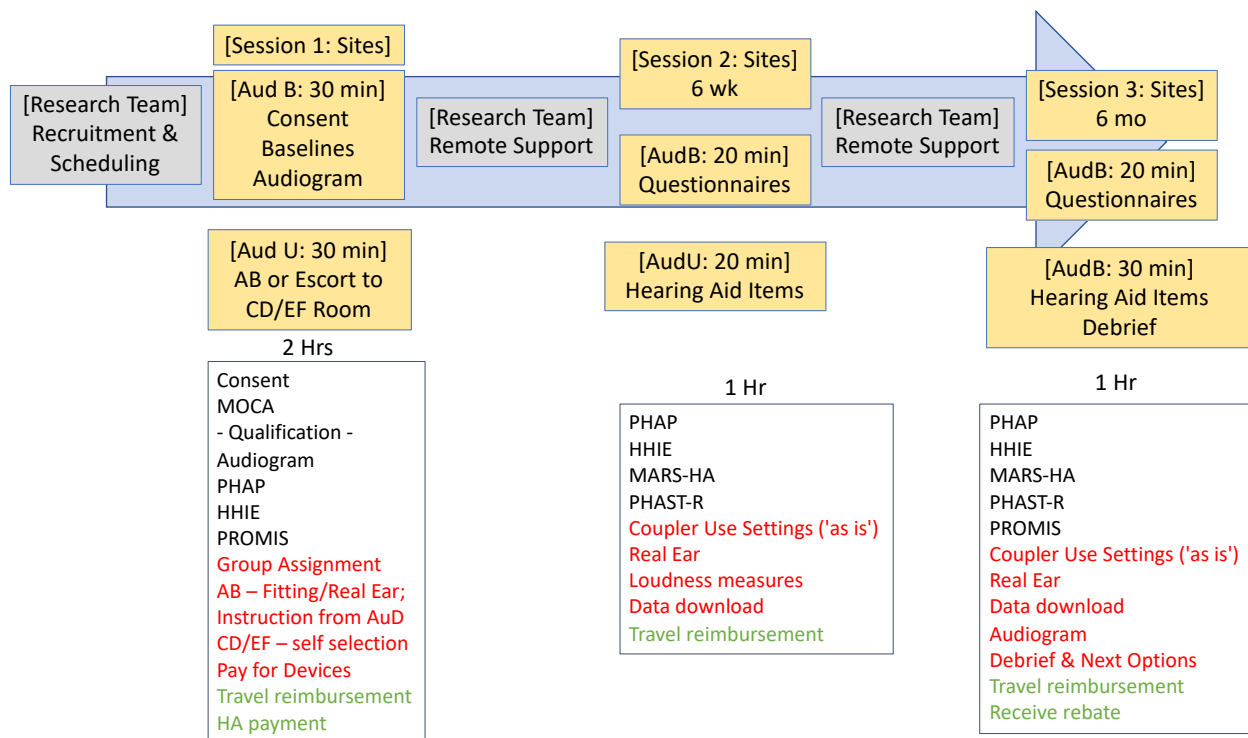 [Research Team]
Recruitment &
Scheduling
[Session 1: Sites]
[Aud B: 30 min]
Consent
Baselines
Audiogram
[Aud U: 30 min]
AB or Escort to
CD/EF Room
2 Hrs
Consent
MOCA
- Qualification -
Audiogram
PHAP
HHIE
PROMIS
Group Assignment
AB – Fitting/Real Ear;
Instruction from AuD
CD/EF – self selection
Pay for Devices
Travel reimbursement
HA payment
[Research Team]
Remote Support
[Session 2: Sites]
6 wk
[AudB: 20 min]
Questionnaires
[AudU: 20 min]
Hearing Aid Items
1 Hr
PHAP
HHIE
MARS-HA
PHAST-R
Coupler Use Settings ('as is')
Real Ear
Loudness measures
Data download
Travel reimbursement
[Research Team]
Remote Support
[Session 3: Sites]
6 mo
[AudB: 20 min]
Questionnaires
[AudB: 30 min]
Hearing Aid Items
Debrief
1 Hr
PHAP
HHIE
MARS-HA
PHAST-R
PROMIS
Coupler Use Settings ('as is')
Real Ear
Data download
Audiogram
Debrief & Next Options
Travel reimbursement
Receive rebate